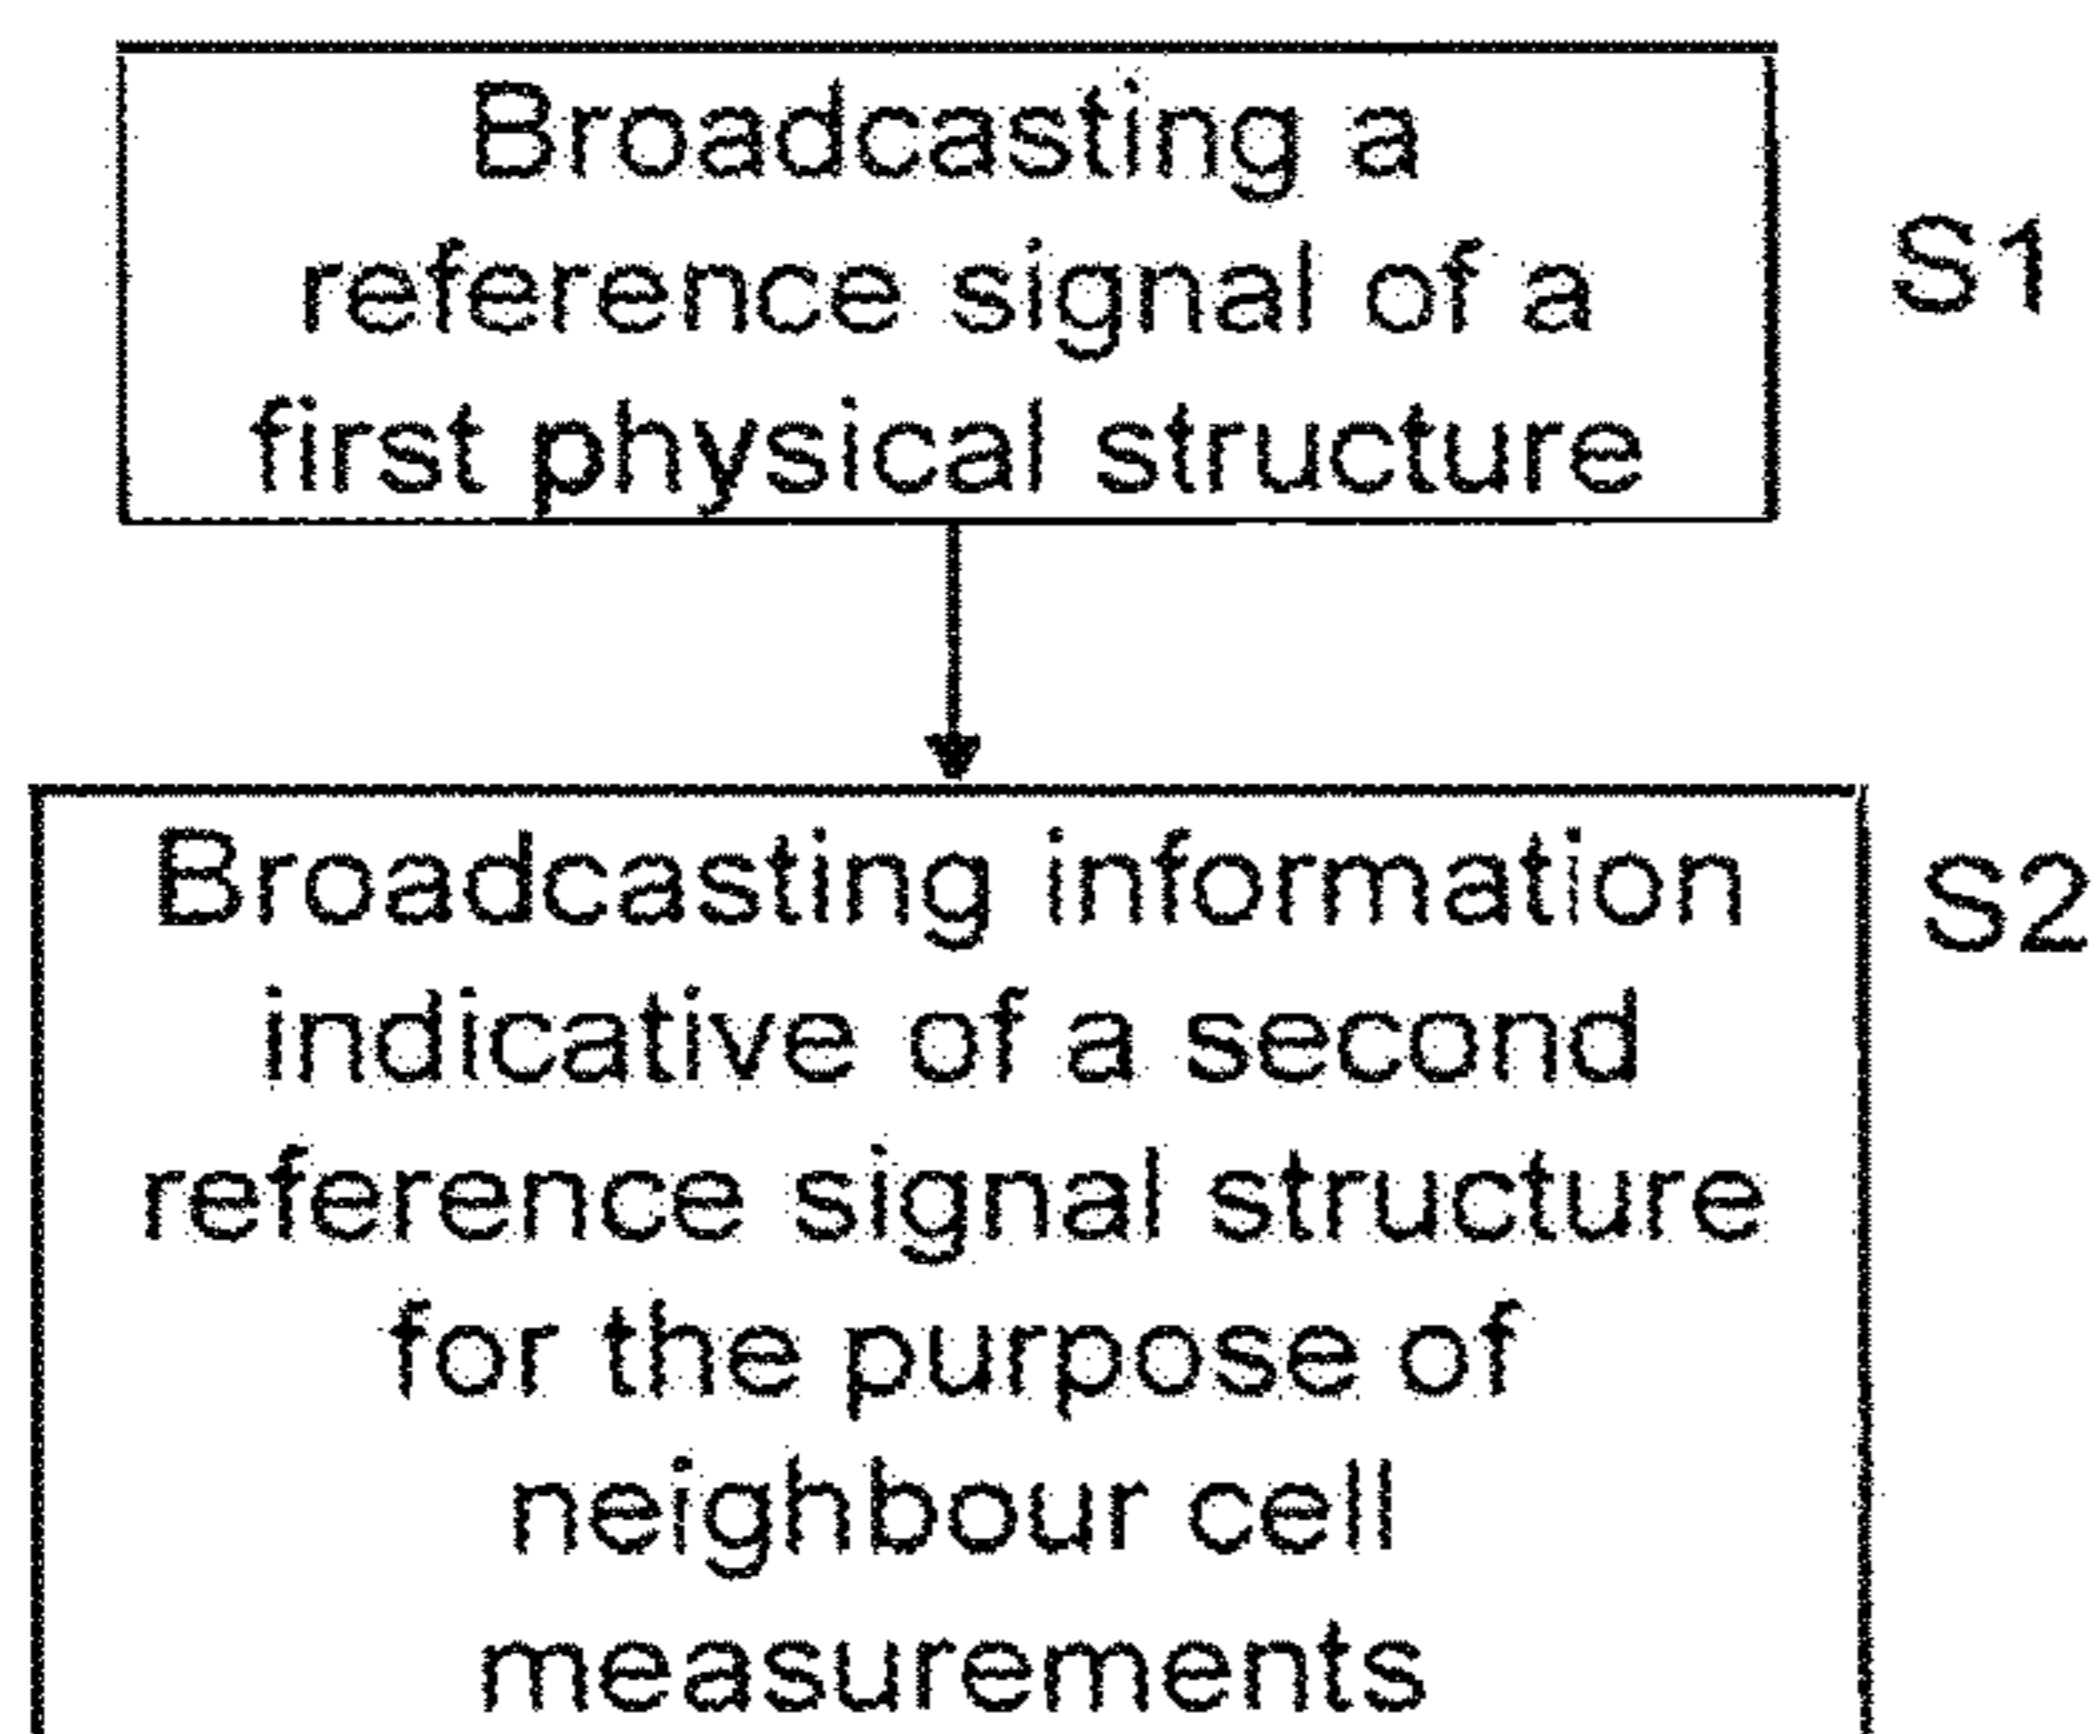 Broadcasting a
reference signal of a
first physical structure
S1
Broadcasting information
indicative of a second
reference signal structure
for the purpose of
neighbour cell
measurements
S2